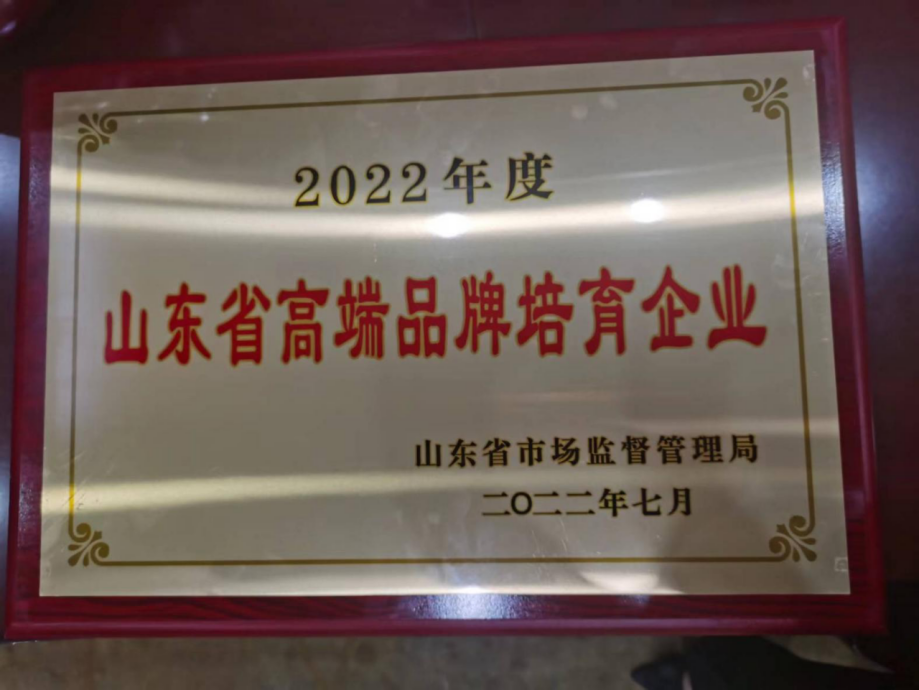 2022年度
山东省高端品牌培育企业
山东省市场监督管理局
二〇二二年七月